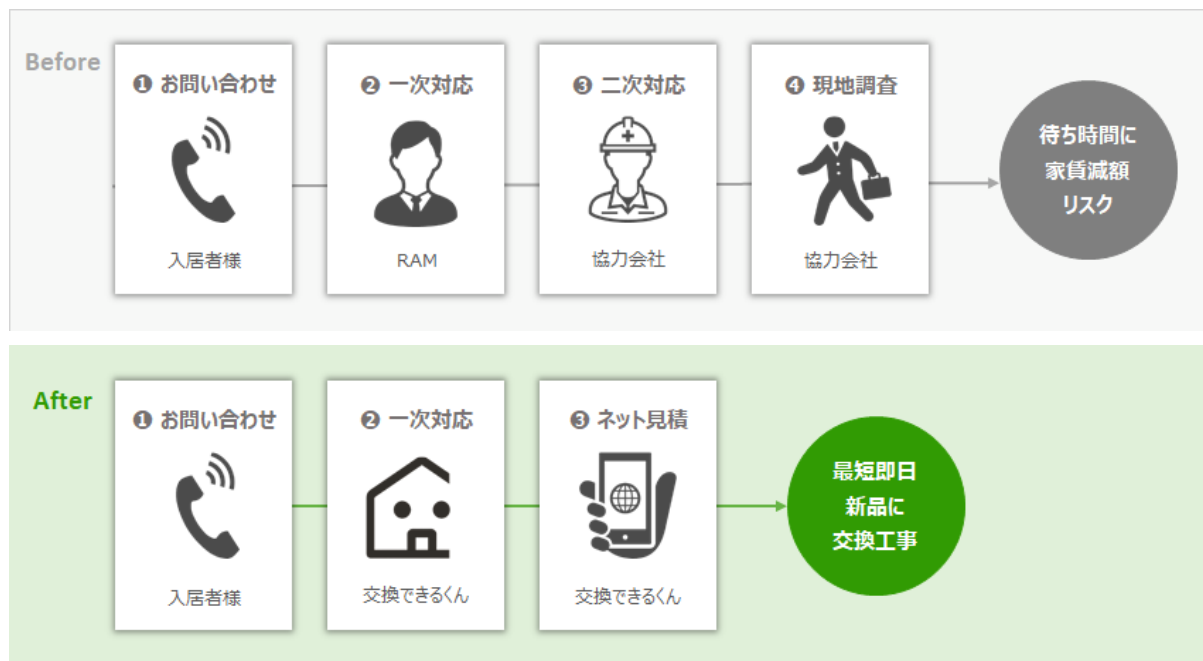 Before
❶ お問い合わせ
入居者様
❷ 一次対応
RAM
❸ 二次対応
協力会社
❹ 現地調査
協力会社
待ち時間に
家賃減額
リスク
After
❶ お問い合わせ
入居者様
❷ 一次対応
交換できるくん
❸ ネット見積
交換できるくん
最短即日
新品に
交換工事